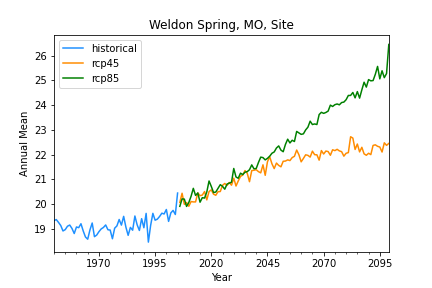 Weldon Spring, MO, Site
historical
rcp45
rcp85
Annual Mean
26
25
24
23
22
21
20
19
1970 1995 2020 2045 2070 2095
Year